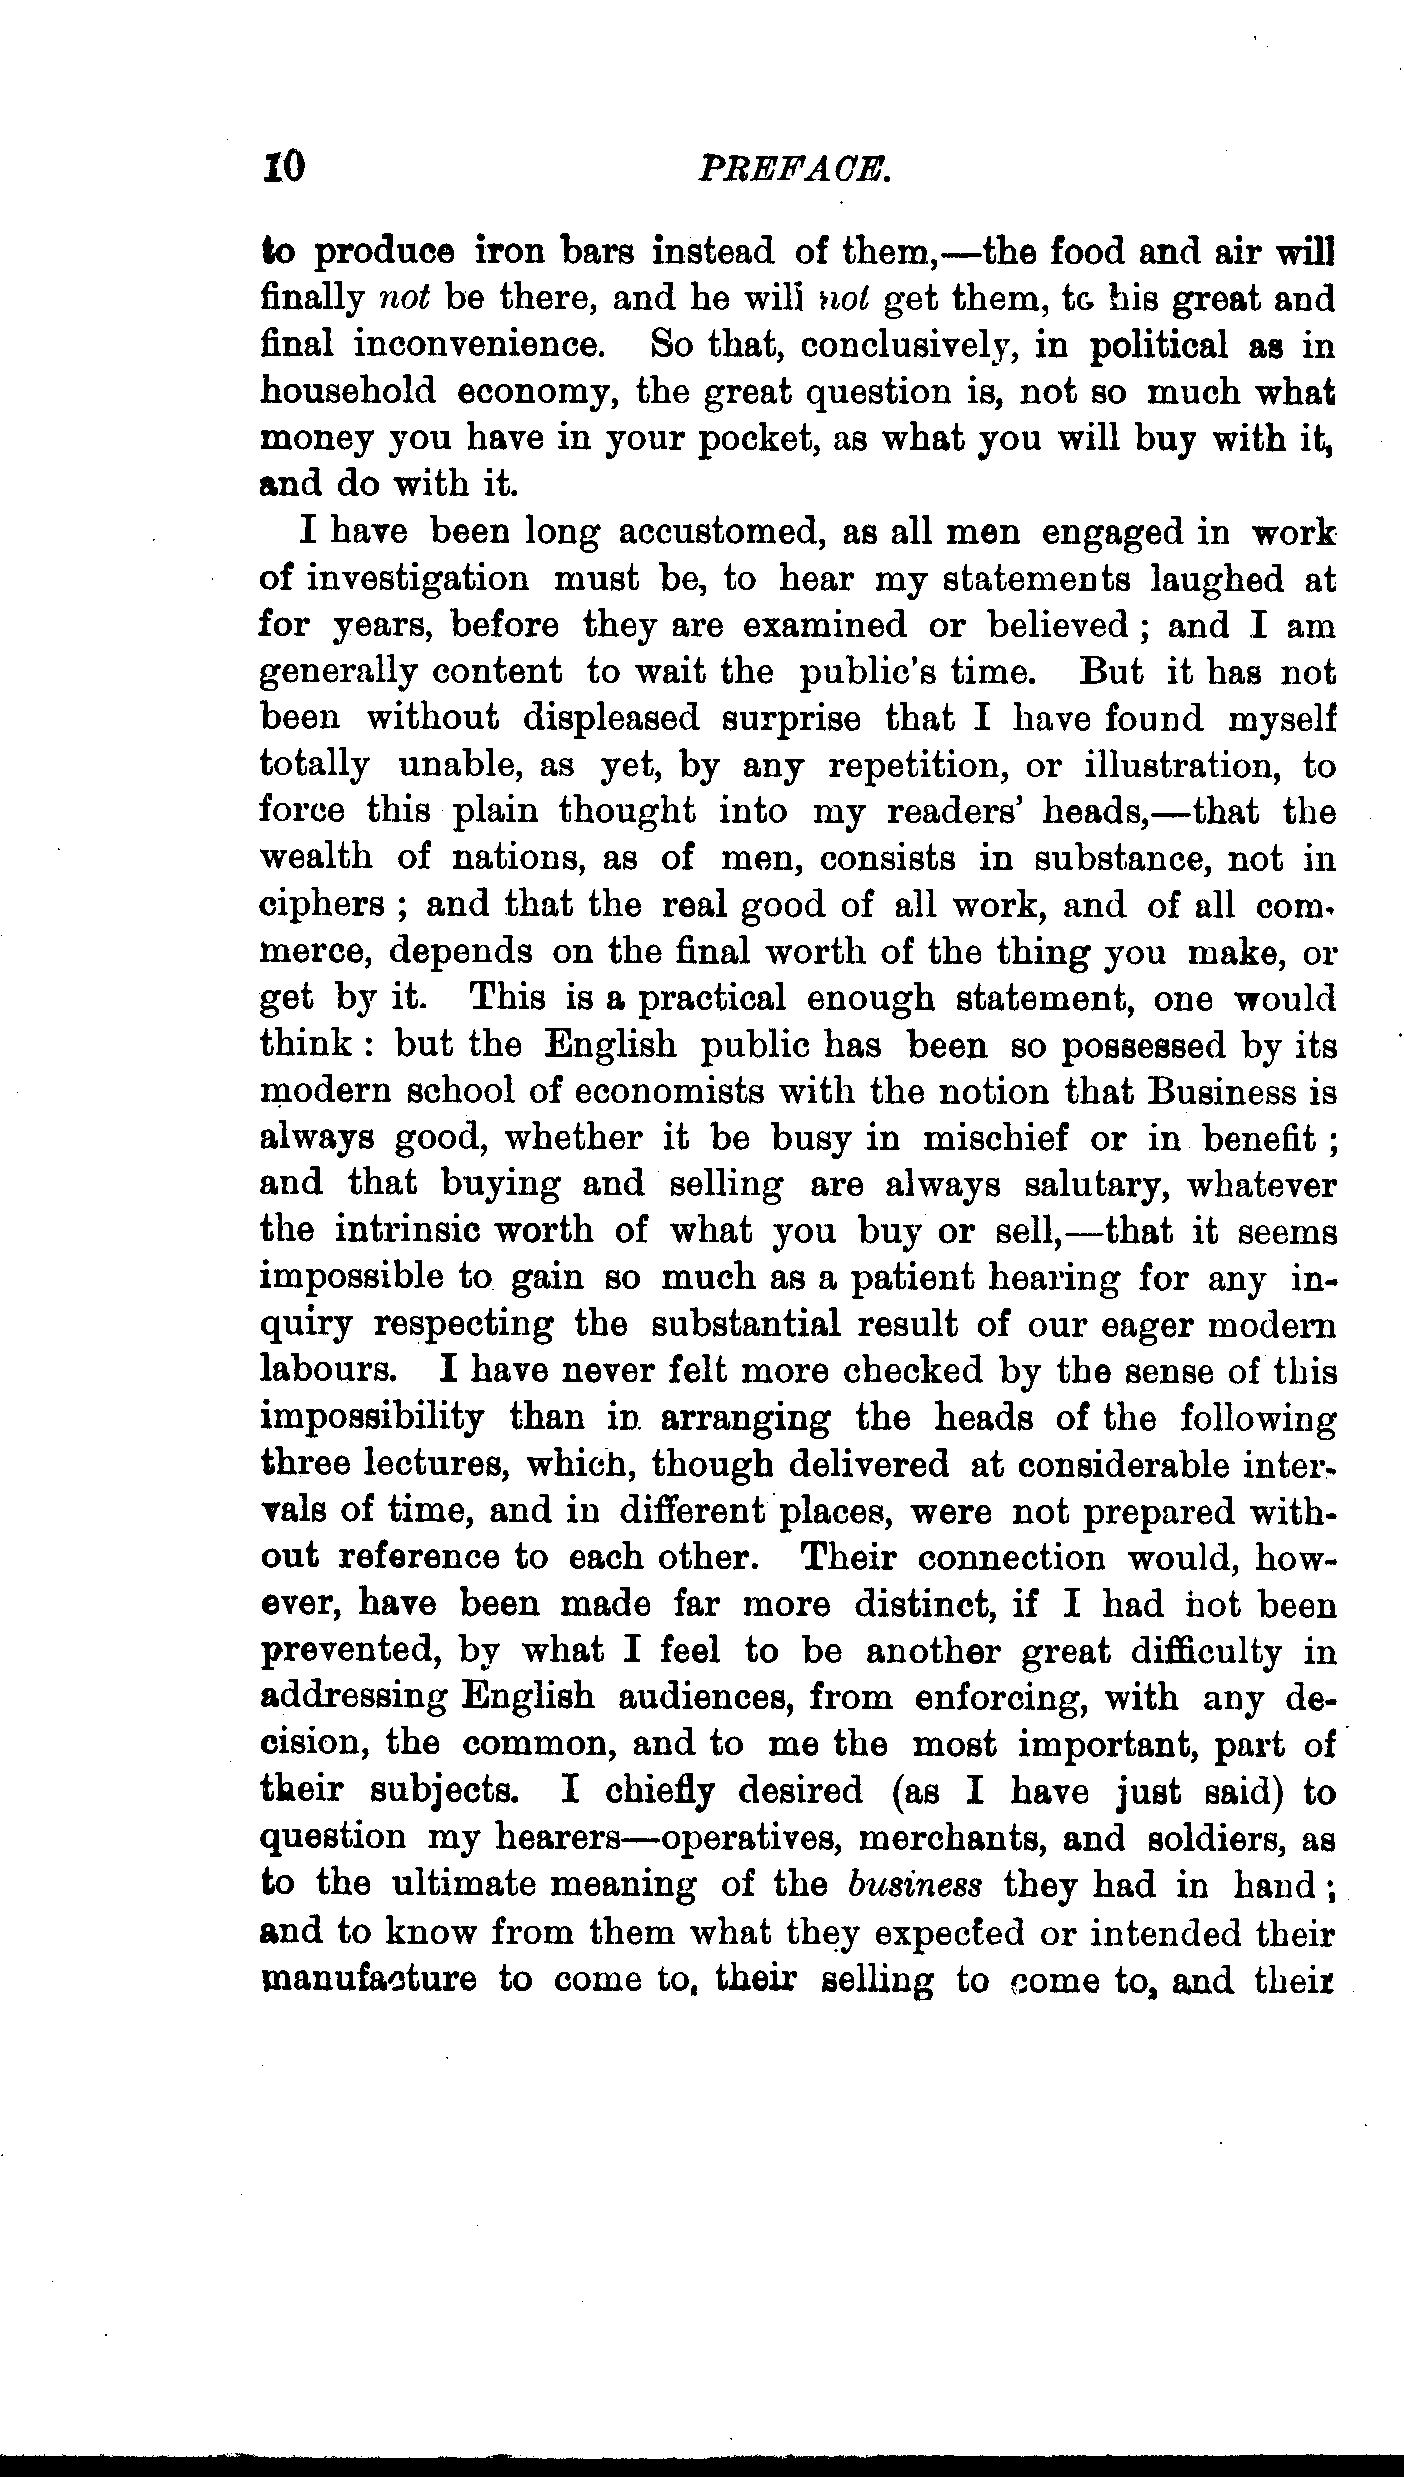 10 PREFACE.
to produce iron bars instead of them,—the food and air will
finally not be there, and he will not get them, to his great and
final inconvenience. So that, conclusively, in political as in
household economy, the great question is, not so much what
money you have in your pocket, as what you will buy with it,
and do with it.
I have been long accustomed, as all men engaged in work
of investigation must be, to hear my statements laughed at
for years, before they are examined or believed ; and I am
generally content to wait the public's time. But it has not
been without displeased surprise that I have found myself
totally unable, as yet, by any repetition, or illustration, to
force this plain thought into my readers' heads,—that the
wealth of nations, as of men, consists in substance, not in
ciphers ; and that the real good of all work, and of all com-
merce, depends on the final worth of the thing you make, or
get by it. This is a practical enough statement, one would
think : but the English public has been so possessed by its
modern school of economists with the notion that Business is
always good, whether it be busy in mischief or in benefit ;
and that buying and selling are always salutary, whatever
the intrinsic worth of what you buy or sell,—that it seems
impossible to gain so much as a patient hearing for any in-
quiry respecting the substantial result of our eager modern
labours. I have never felt more checked by the sense of this
impossibility than in arranging the heads of the following
three lectures, which, though delivered at considerable inter-
vals of time, and in different places, were not prepared with-
out reference to each other. Their connection would, how-
ever, have been made far more distinct, if I had not been
prevented, by what I feel to be another great difficulty in
addressing English audiences, from enforcing, with any de-
cision, the common, and to me the most important, part of
their subjects. I chiefly desired (as I have just said) to
question my hearers—operatives, merchants, and soldiers, as
to the ultimate meaning of the business they had in hand ;
and to know from them what they expected or intended their
manufacture to come to, their selling to come to, and their